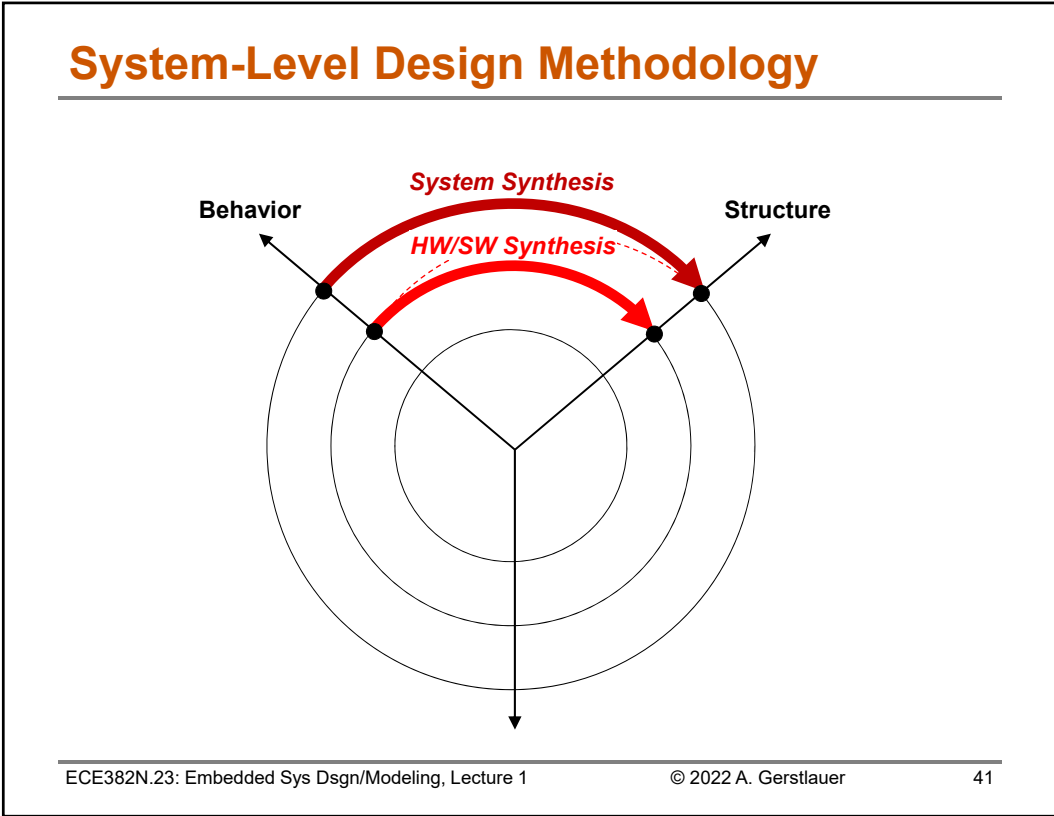 System-Level Design Methodology
System Synthesis
Behavior
Structure
HW/SW Synthesis
ECE382N.23: Embedded Sys Dsgn/Modeling, Lecture 1
© 2022 A. Gerstlauer
41